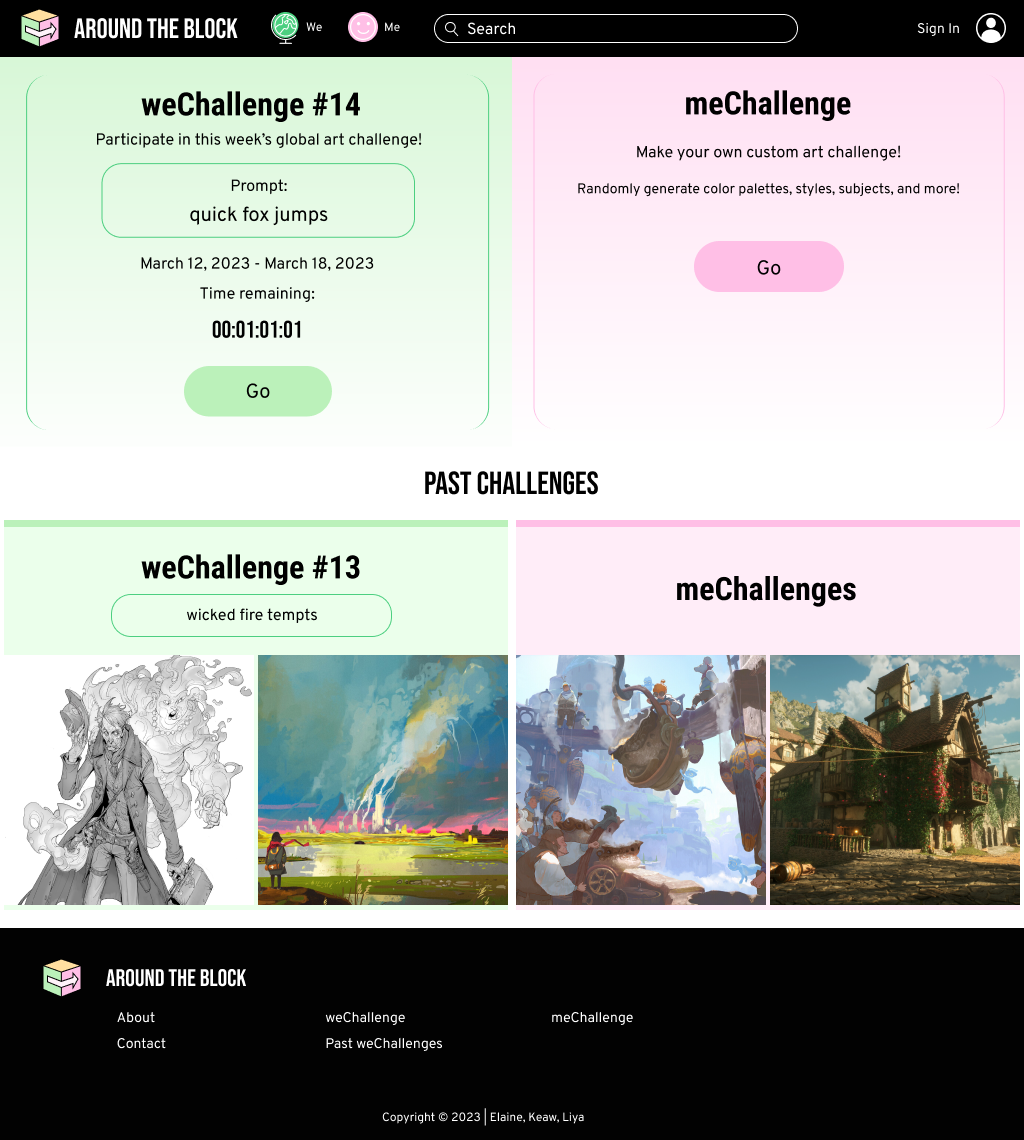 AROUND THE BLOCK
We
Me
Search
Sign In
weChallenge #14
Participate in this week’s global art challenge!
Prompt:
quick fox jumps
March 12, 2023 - March 18, 2023
Time remaining:
00:01:01:01
Go
meChallenge
Make your own custom art challenge!
Randomly generate color palettes, styles, subjects, and more!
Go
PAST CHALLENGES
weChallenge #13
wicked fire tempts
meChallenges
AROUND THE BLOCK
About
weChallenge
meChallenge
Contact
Past weChallenges
Copyright © 2023 | Elaine, Keaw, Liya